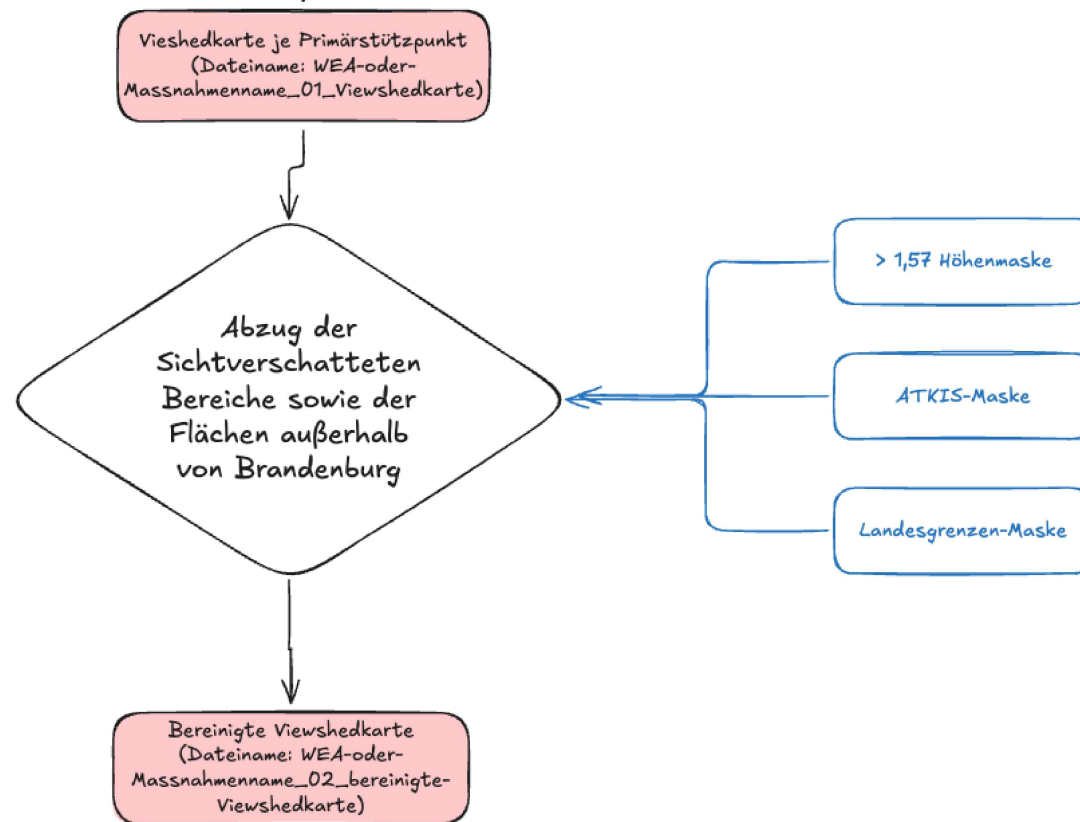 Vieshedkarte je Primärstützpunkt
(Dateiname: WEA-oder-
Massnahmenname_01_Viewshedkarte)
> 1,57 Höhenmaske
Abzug der
Sichtverschatteten
Bereiche sowie der
Flächen außerhalb
von Brandenburg
ATKIS-Maske
Landesgrenzen-Maske
Bereinigte Viewshedkarte
(Dateiname: WEA-oder-
Massnahmenname_02_bereinigte-
Viewshedkarte)